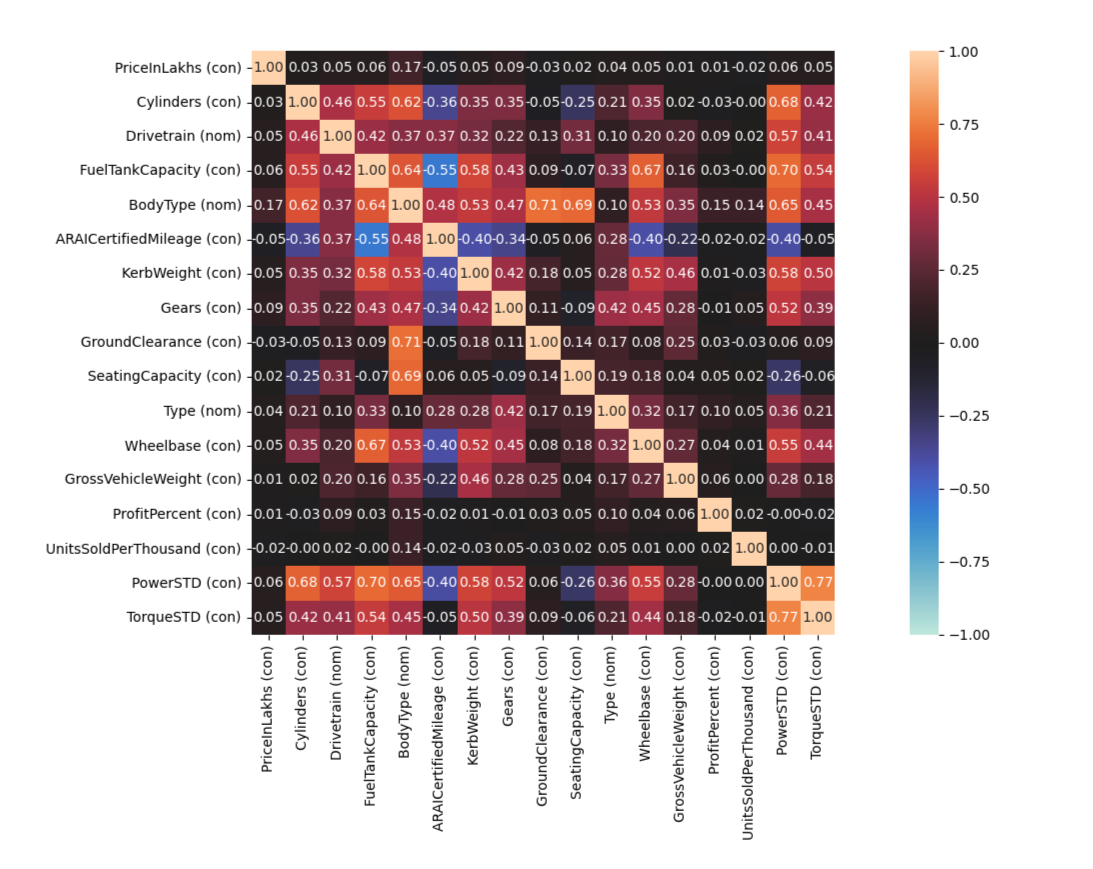 PriceInLakhs (con) 1.00 0.03 0.05 0.06 0.17 -0.05 0.05 0.09 -0.03 0.02 0.04 0.05 0.01 0.01 -0.02 0.06 0.05
Cylinders (con) 0.03 1.00 0.46 0.55 0.62 -0.36 0.35 0.35 -0.05 -0.25 0.21 0.35 0.02 -0.03 -0.00 0.68 0.42
Drivetrain (nom) 0.05 0.46 1.00 0.42 0.37 0.37 0.32 0.22 0.13 0.31 0.10 0.20 0.20 0.09 0.02 0.57 0.41
FuelTankCapacity (con) 0.06 0.55 0.42 1.00 0.64 -0.55 0.58 0.43 0.09 -0.07 0.33 0.67 0.16 0.03 -0.00 0.70 0.54
BodyType (nom) 0.17 0.62 0.37 0.64 1.00 0.48 0.53 0.47 0.71 0.69 0.10 0.53 0.35 0.15 0.14 0.65 0.45
ARAICertifiedMileage (con) -0.05 -0.36 0.37 -0.55 0.48 1.00 -0.40 -0.34 -0.05 0.06 0.28 -0.40 -0.22 -0.02 -0.02 -0.40 -0.05
KerbWeight (con) 0.05 0.35 0.32 0.58 0.53 -0.40 1.00 0.42 0.18 0.05 0.28 0.52 0.46 0.01 -0.03 0.58 0.50
Gears (con) 0.09 0.35 0.22 0.43 0.47 -0.34 0.42 1.00 0.11 -0.09 0.42 0.45 0.28 -0.01 0.05 0.52 0.39
GroundClearance (con) -0.03 -0.05 0.13 0.09 0.71 -0.05 0.18 0.11 1.00 0.14 0.17 0.08 0.25 0.03 -0.03 0.06 0.09
SeatingCapacity (con) 0.02 -0.25 0.31 -0.07 0.69 0.06 0.05 -0.09 0.14 1.00 0.19 0.18 0.04 0.05 0.02 -0.26 -0.06
Type (nom) 0.04 0.21 0.10 0.33 0.10 0.28 0.28 0.42 0.17 0.19 1.00 0.32 0.17 0.10 0.05 0.36 0.21
Wheelbase (con) 0.05 0.35 0.20 0.67 0.53 -0.40 0.52 0.45 0.08 0.18 0.32 1.00 0.27 0.04 0.01 0.55 0.44
GrossVehicleWeight (con) 0.01 0.02 0.20 0.16 0.35 -0.22 0.46 0.28 0.25 0.04 0.17 0.27 1.00 0.06 0.00 0.28 0.18
ProfitPercent (con) 0.01 -0.03 0.09 0.03 0.15 -0.02 0.01 -0.01 0.03 0.05 0.10 0.04 0.06 1.00 0.02 -0.00 -0.02
UnitsSoldPerThousand (con) -0.02 -0.00 0.02 -0.00 0.14 -0.02 -0.03 0.05 -0.03 0.02 0.05 0.01 0.00 0.02 1.00 0.00 -0.01
PowerSTD (con) 0.06 0.68 0.57 0.70 0.65 -0.40 0.58 0.52 0.06 -0.26 0.36 0.55 0.28 -0.00 0.00 1.00 0.77
TorqueSTD (con) 0.05 0.42 0.41 0.54 0.45 -0.05 0.50 0.39 0.09 -0.06 0.21 0.44 0.18 -0.02 -0.01 0.77 1.00
PriceInLakhs (con)
Cylinders (con)
Drivetrain (nom)
FuelTankCapacity (con)
BodyType (nom)
ARAICertifiedMileage (con)
KerbWeight (con)
Gears (con)
GroundClearance (con)
SeatingCapacity (con)
Type (nom)
Wheelbase (con)
GrossVehicleWeight (con)
ProfitPercent (con)
UnitsSoldPerThousand (con)
PowerSTD (con)
TorqueSTD (con)
1.00
0.75
0.50
0.25
0.00
−0.25
−0.50
−0.75
−1.00